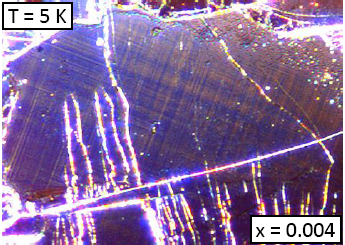 T = 5 K
x = 0.004